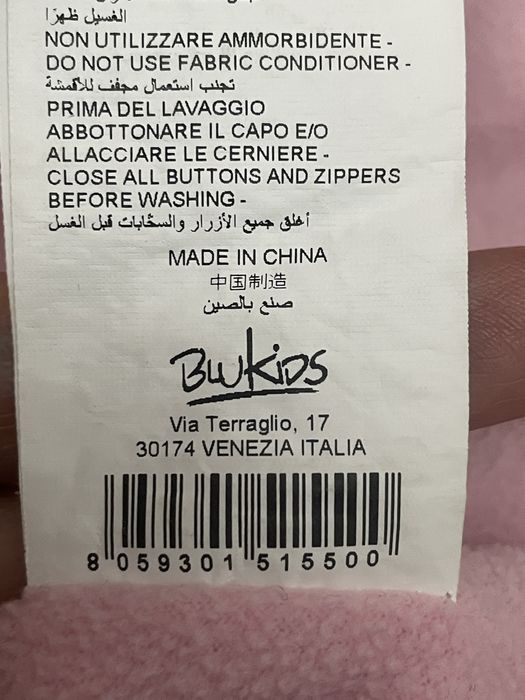 الغسيل ظهرًا
NON UTILIZZARE AMMORBIDENTE -
DO NOT USE FABRIC CONDITIONER -
تجنب استعمال مجفف للأقمشة
PRIMA DEL LAVAGGIO
ABBOTTONARE IL CAPO E/O
ALLACCIARE LE CERNIERE -
CLOSE ALL BUTTONS AND ZIPPERS
BEFORE WASHING -
أغلق جميع الأزرار والسحّابات قبل الغسل
MADE IN CHINA
中国制造
صنع بالصين
BLUKIDS
Via Terraglio, 17
30174 VENEZIA ITALIA
8 059301 515500